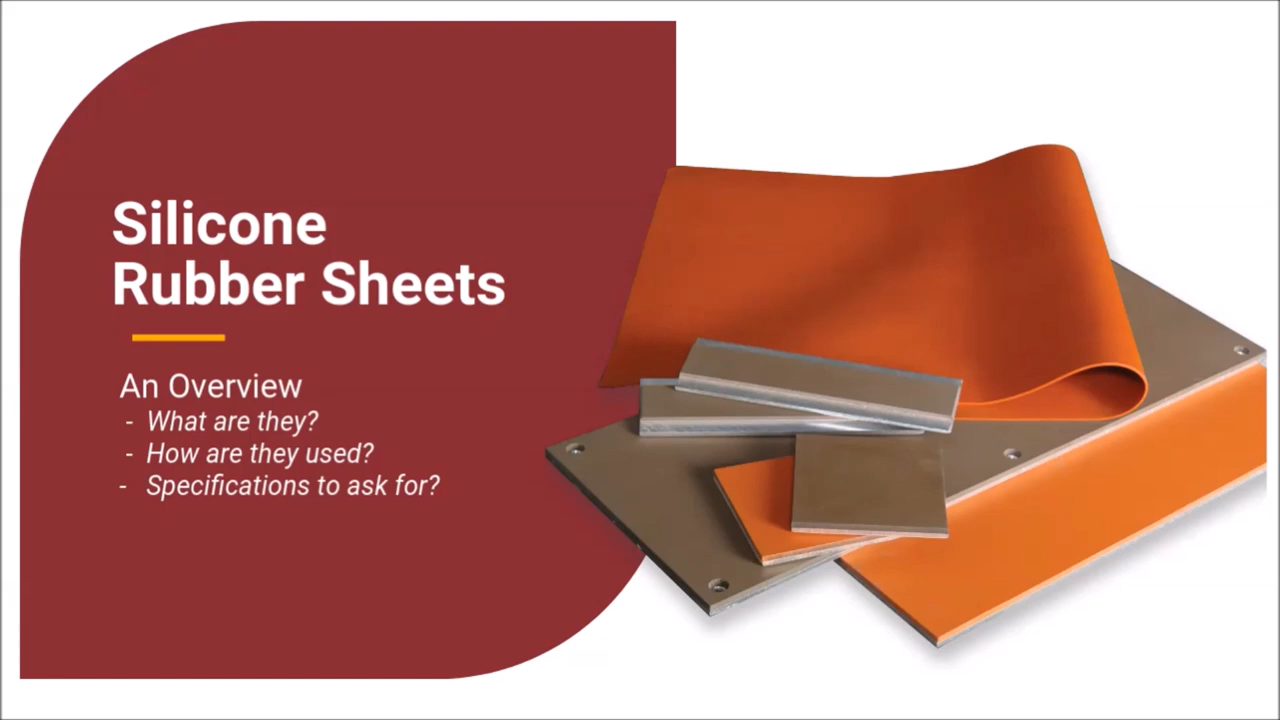 Silicone
Rubber Sheets
An Overview
- What are they?
- How are they used?
- Specifications to ask for?